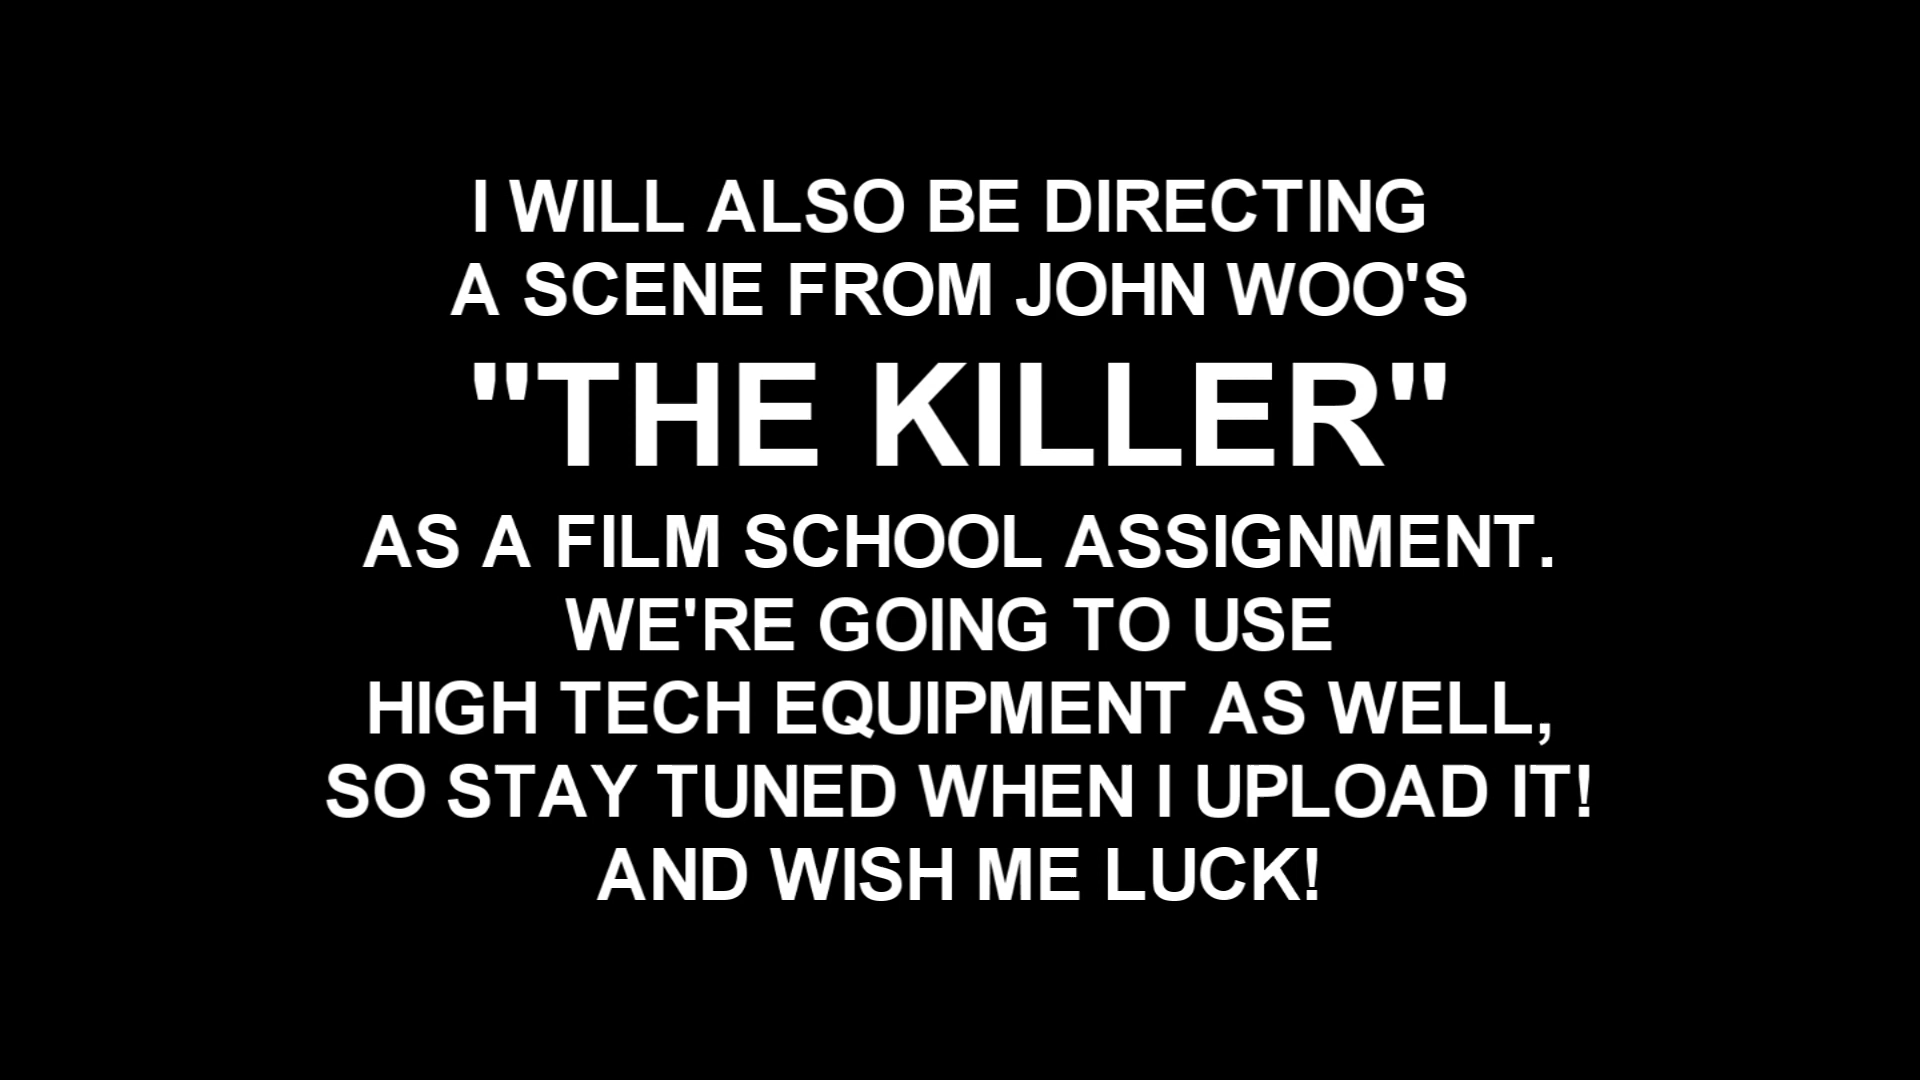 I WILL ALSO BE DIRECTING
A SCENE FROM JOHN WOO'S
"THE KILLER"
AS A FILM SCHOOL ASSIGNMENT.
WE'RE GOING TO USE
HIGH TECH EQUIPMENT AS WELL,
SO STAY TUNED WHEN I UPLOAD IT!
AND WISH ME LUCK!